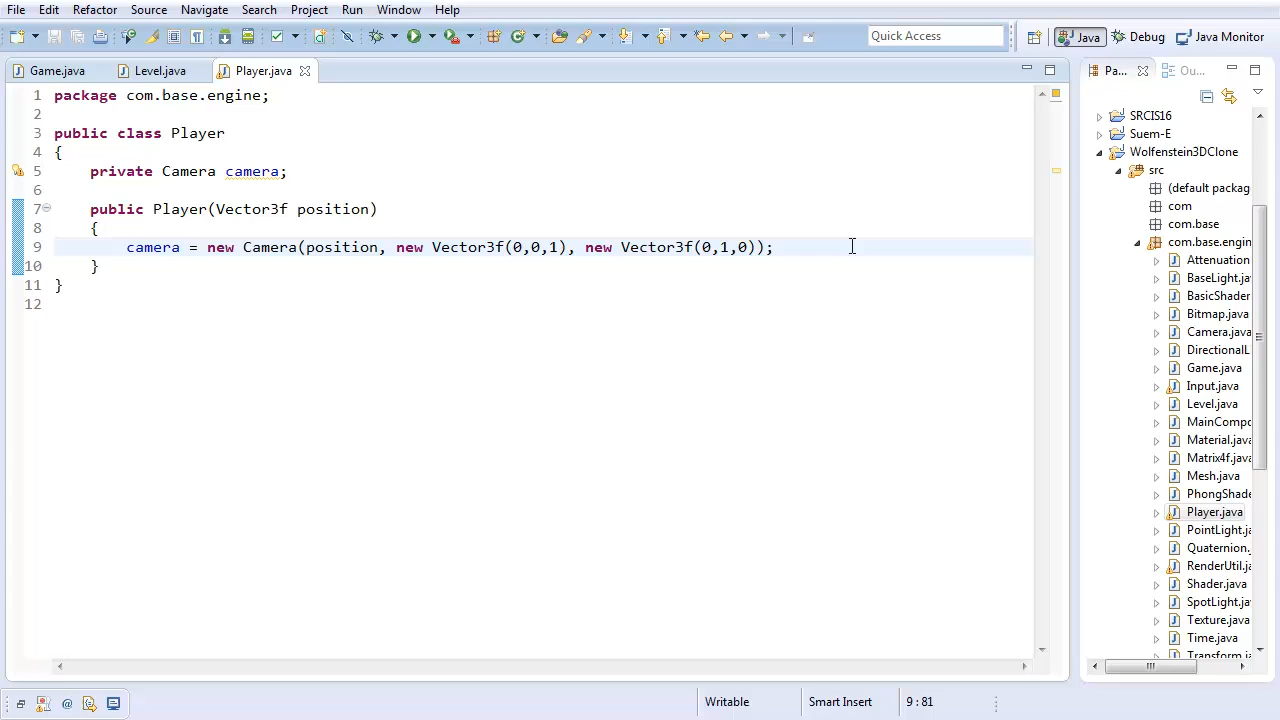 File Edit Refactor Source Navigate Search Project Run Window Help
Quick Access
Java
Debug
Java Monitor
Game.java
Level.java
Player.java
1 package com.base.engine;
2
3 public class Player
4 {
5 private Camera camera;
6
7 public Player(Vector3f position)
8 {
9 camera = new Camera(position, new Vector3f(0,0,1), new Vector3f(0,1,0));
10 }
11 }
12
Pa...
Ou...
SRCIS16
Suem-E
Wolfenstein3DClone
src
(default packag
com
com.base
com.base.engin
Attenuation
BaseLight.ja
BasicShader
Bitmap.java
Camera.java
DirectionalL
Game.java
Input.java
Level.java
MainCompo
Material.java
Matrix4f.java
Mesh.java
PhongShade
Player.java
PointLight.ja
Quaternion.
RenderUtil.ja
Shader.java
SpotLight.ja
Texture.java
Time.java
Transform.ja
Writable
Smart Insert
9 : 81